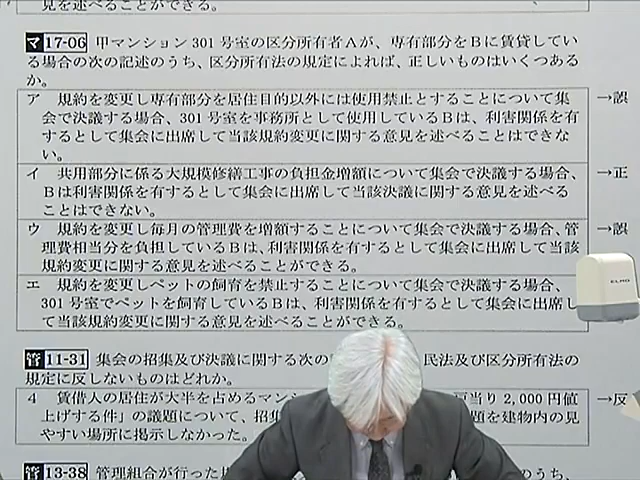 見を述べることができる。
マ17-06 甲マンション301号室の区分所有者Aが、専有部分をBに賃貸してい
る場合の次の記述のうち、区分所有法の規定によれば、正しいものはいくつある
か。
ア 規約を変更し専有部分を居住目的以外には使用禁止とすることについて集 →誤
会で決議する場合、301号室を事務所として使用しているBは、利害関係を有
するとして集会に出席して当該規約変更に関する意見を述べることはできな
い。
イ 共用部分に係る大規模修繕工事の負担金増額について集会で決議する場合、 →正
Bは利害関係を有するとして集会に出席して当該決議に関する意見を述べる
ことはできない。
ウ 規約を変更し毎月の管理費を増額することについて集会で決議する場合、管 →誤
理費相当分を負担しているBは、利害関係を有するとして集会に出席して当該
規約変更に関する意見を述べることができる。
エ 規約を変更しペットの飼育を禁止することについて集会で決議する場合、
301号室でペットを飼育しているBは、利害関係を有するとして集会に出席し
て当該規約変更に関する意見を述べることができる。
ELMO
管11-31 集会の招集及び決議に関する次の 民法及び区分所有法の
規定に反しないものはどれか。
4 賃借人の居住が大半を占めるマンシ 戸当り2,000円値 →反
上げする件」の議題について、招集 題を建物内の見
やすい場所に掲示しなかった。
管13-38 管理組合が行った のうち、